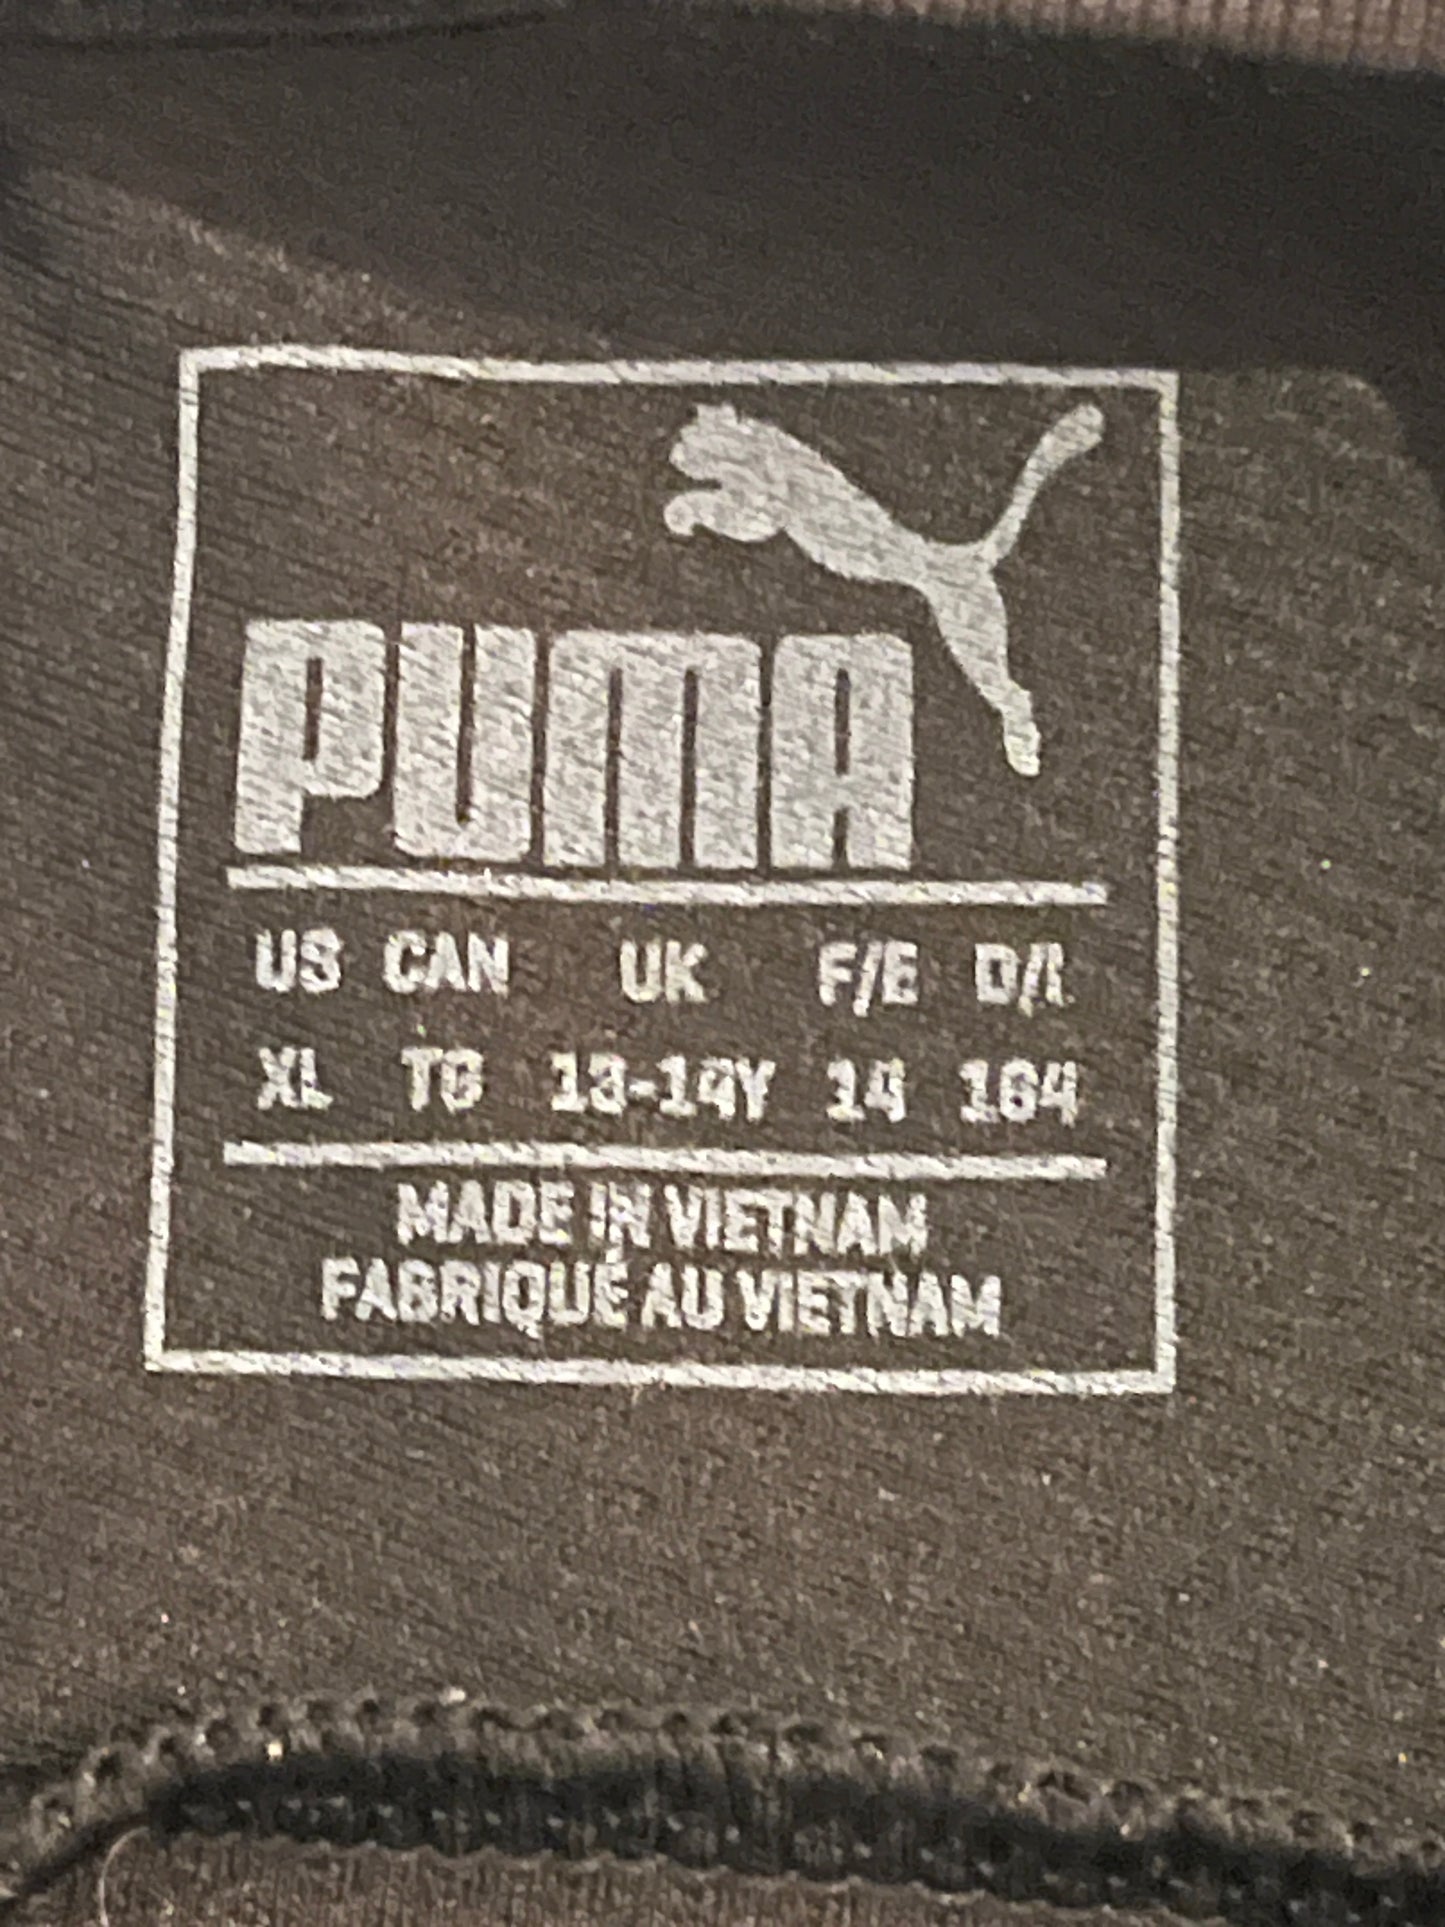 PUMA
US CAN UK F/E D/I
XL TG 13-14Y 14 164
MADE IN VIETNAM
FABRIQUÉ AU VIETNAM